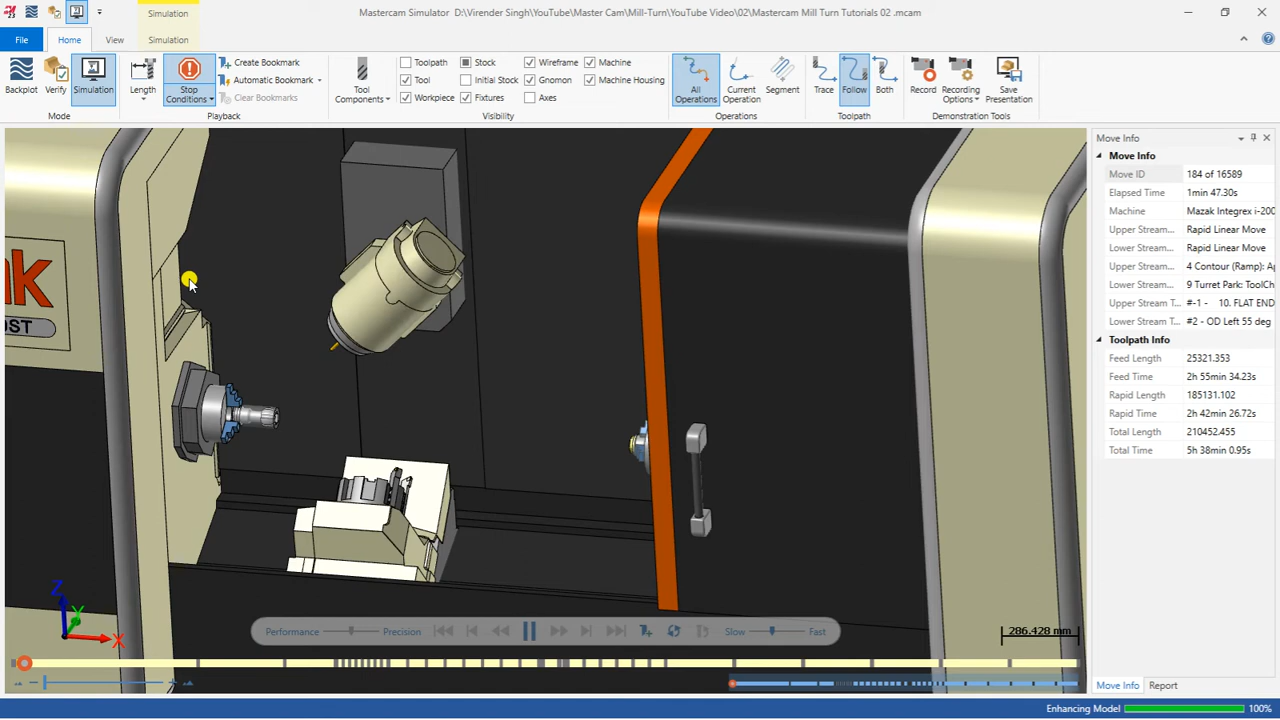 Mastercam Simulator D:\Virender Singh\YouTube\Master Cam\Mill-Turn\YouTube Video\02\Mastercam Mill Turn Tutorials 02 .mcam
Simulation
File
Home
View
Simulation
Backplot
Verify
Simulation
Mode
Length
Stop
Conditions
Create Bookmark
Automatic Bookmark
Clear Bookmarks
Playback
Tool
Components
Toolpath
Tool
Workpiece
Stock
Initial Stock
Fixtures
Wireframe
Gnomon
Axes
Machine
Machine Housing
Visibility
All
Operations
Current
Operation
Segment
Operations
Trace
Follow
Both
Toolpath
Record
Recording
Options
Save
Presentation
Demonstration Tools
Move Info
Move Info
Move ID 184 of 16589
Elapsed Time 1min 47.30s
Machine Mazak Integrex i-200
Upper Stream... Rapid Linear Move
Lower Stream... Rapid Linear Move
Upper Stream... 4 Contour (Ramp): Ap
Lower Stream... 9 Turret Park: ToolCh
Upper Stream T... #-1 - 10. FLAT END
Lower Stream T... #2 - OD Left 55 deg
Toolpath Info
Feed Length 25321.353
Feed Time 2h 55min 34.23s
Rapid Length 185131.102
Rapid Time 2h 42min 26.72s
Total Length 210452.455
Total Time 5h 38min 0.95s
Z
Y
X
Performance
Precision
Slow
Fast
286.428 mm
Move Info
Report
Enhancing Model
100%